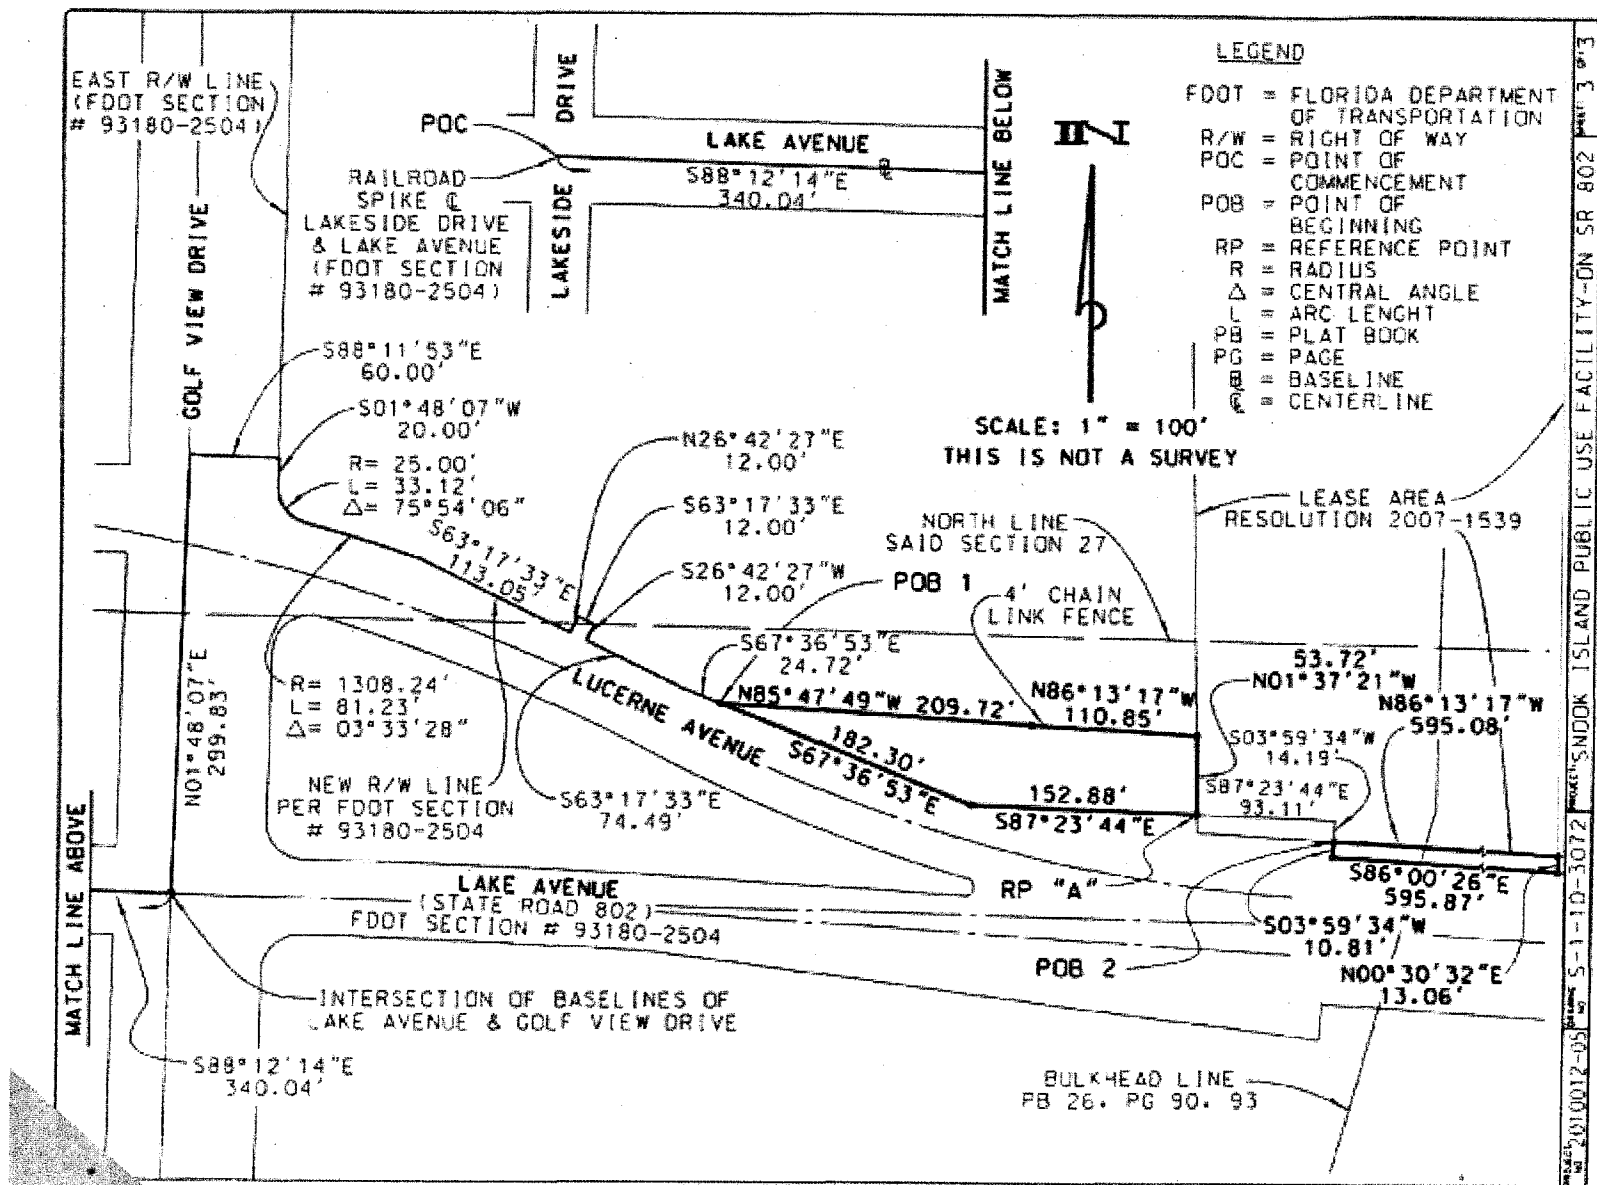 EAST R/W LINE
(FDOT SECTION
# 93180-2504)
GOLF VIEW DRIVE
POC
RAILROAD
SPIKE ℄
LAKESIDE DRIVE
& LAKE AVENUE
(FDOT SECTION
# 93180-2504)
LAKESIDE DRIVE
LAKE AVENUE
S88°12'14"E
340.04'
MATCH LINE BELOW
N
SCALE: 1" = 100'
THIS IS NOT A SURVEY
LEGEND
FDOT = FLORIDA DEPARTMENT
OF TRANSPORTATION
R/W = RIGHT OF WAY
POC = POINT OF
COMMENCEMENT
POB = POINT OF
BEGINNING
RP = REFERENCE POINT
R = RADIUS
Δ = CENTRAL ANGLE
L = ARC LENGHT
PB = PLAT BOOK
PG = PAGE
B = BASELINE
℄ = CENTERLINE
S88°11'53"E
60.00'
S01°48'07"W
20.00'
R= 25.00'
L= 33.12'
Δ= 75°54'06"
S63°17'33"E
113.05'
N26°42'27"E
12.00'
S63°17'33"E
12.00'
S26°42'27"W
12.00'
NORTH LINE
SAID SECTION 27
POB 1
4' CHAIN
LINK FENCE
LEASE AREA
RESOLUTION 2007-1539
S67°36'53"E
24.72'
N85°47'49"W 209.72'
N86°13'17"W
110.85'
53.72'
N01°37'21"W
N86°13'17"W
595.08'
S03°59'34"W
14.19'
S87°23'44"E
93.11'
182.30'
S67°36'53"E
152.88'
S87°23'44"E
LUCERNE AVENUE
N01°48'07"E
299.83'
R= 1308.24'
L= 81.23'
Δ= 03°33'28"
NEW R/W LINE
PER FDOT SECTION
# 93180-2504
S63°17'33"E
74.49'
MATCH LINE ABOVE
LAKE AVENUE
(STATE ROAD 802)
FDOT SECTION # 93180-2504
RP "A"
S86°00'26"E
595.87'
S03°59'34"W
10.81'
POB 2
N00°30'32"E
13.06'
INTERSECTION OF BASELINES OF
LAKE AVENUE & GOLF VIEW DRIVE
S88°12'14"E
340.04'
BULKHEAD LINE
PB 26. PG 90. 93
SHEET 3 OF 3
PROJECT: SNOOK ISLAND PUBLIC USE FACILITY-ON SR 802
DRAWING NO S-1-10-3072
PROJECT NO 2010012-05